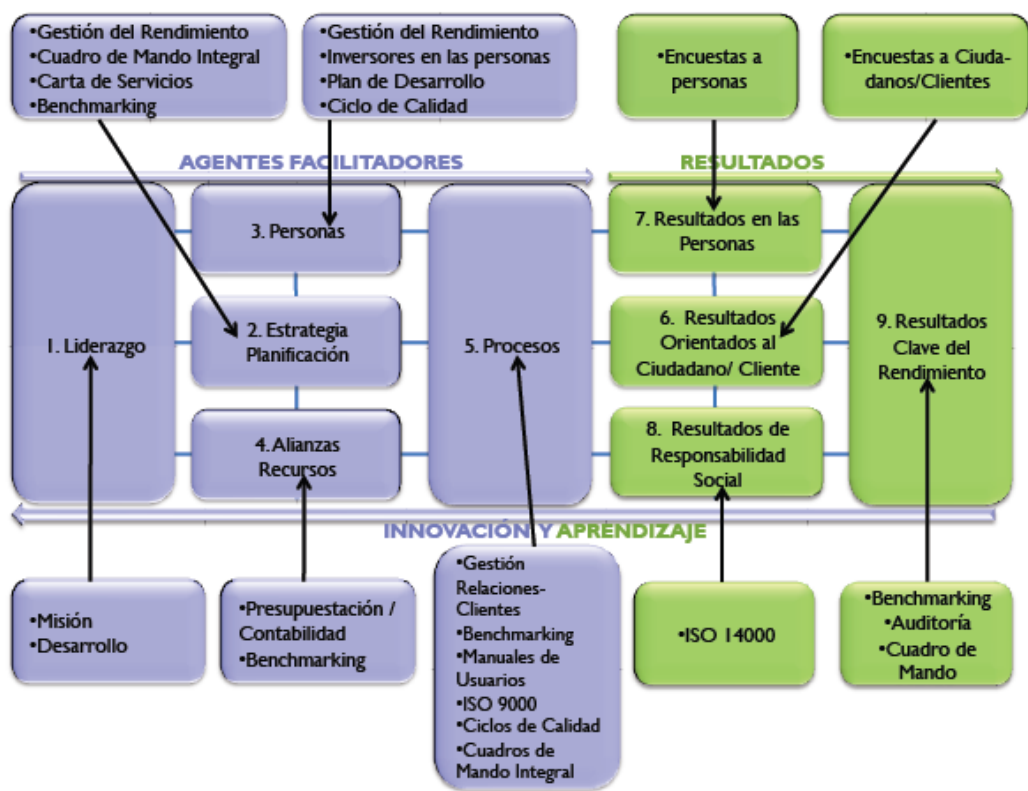 •Gestión del Rendimiento
•Cuadro de Mando Integral
•Carta de Servicios
•Benchmarking
•Gestión del Rendimiento
•Inversores en las personas
•Plan de Desarrollo
•Ciclo de Calidad
•Encuestas a
personas
•Encuestas a Ciuda-
danos/Clientes
AGENTES FACILITADORES
RESULTADOS
1. Liderazgo
3. Personas
2. Estrategia
Planificación
4. Alianzas
Recursos
5. Procesos
7. Resultados en las
Personas
6. Resultados
Orientados al
Ciudadano/ Cliente
8. Resultados de
Responsabilidad
Social
9. Resultados
Clave del
Rendimiento
INNOVACIÓN Y APRENDIZAJE
•Misión
•Desarrollo
•Presupuestación /
Contabilidad
•Benchmarking
•Gestión
Relaciones-
Clientes
•Benchmarking
•Manuales de
Usuarios
•ISO 9000
•Ciclos de Calidad
•Cuadros de
Mando Integral
•ISO 14000
•Benchmarking
•Auditoría
•Cuadro de
Mando